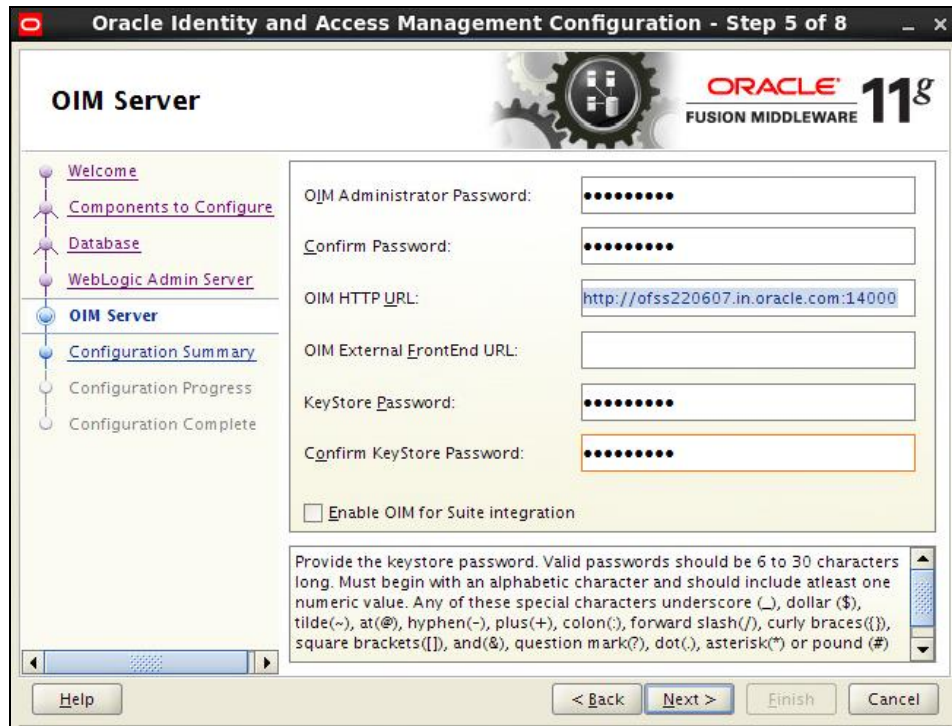 Oracle Identity and Access Management Configuration - Step 5 of 8
OIM Server
ORACLE
FUSION MIDDLEWARE
11g
Welcome
Components to Configure
Database
WebLogic Admin Server
OIM Server
Configuration Summary
Configuration Progress
Configuration Complete
OIM Administrator Password: ●●●●●●●●●
Confirm Password: ●●●●●●●●●
OIM HTTP URL: http://ofss220607.in.oracle.com:14000
OIM External FrontEnd URL:
KeyStore Password: ●●●●●●●●●
Confirm KeyStore Password: ●●●●●●●●●
Enable OIM for Suite integration
Provide the keystore password. Valid passwords should be 6 to 30 characters
long. Must begin with an alphabetic character and should include atleast one
numeric value. Any of these special characters underscore (_), dollar ($),
tilde(~), at(@), hyphen(-), plus(+), colon(:), forward slash(/), curly braces({}),
square brackets([]), and(&), question mark(?), dot(.), asterisk(*) or pound (#)
Help
< Back
Next >
Finish
Cancel